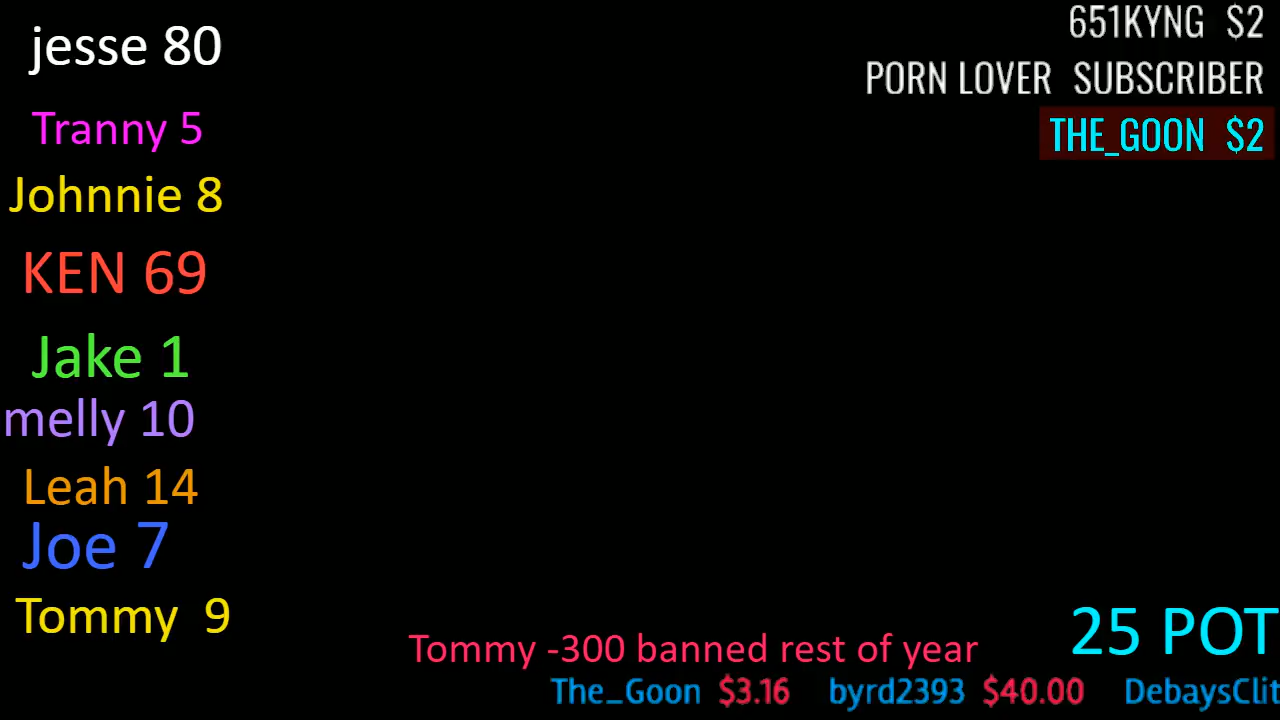 jesse 80
Tranny 5
Johnnie 8
KEN 69
Jake 1
melly 10
Leah 14
Joe 7
Tommy 9
651KYNG $2
PORN LOVER SUBSCRIBER
THE_GOON $2
25 POT
Tommy -300 banned rest of year
The_Goon $3.16 byrd2393 $40.00 DebaysClit